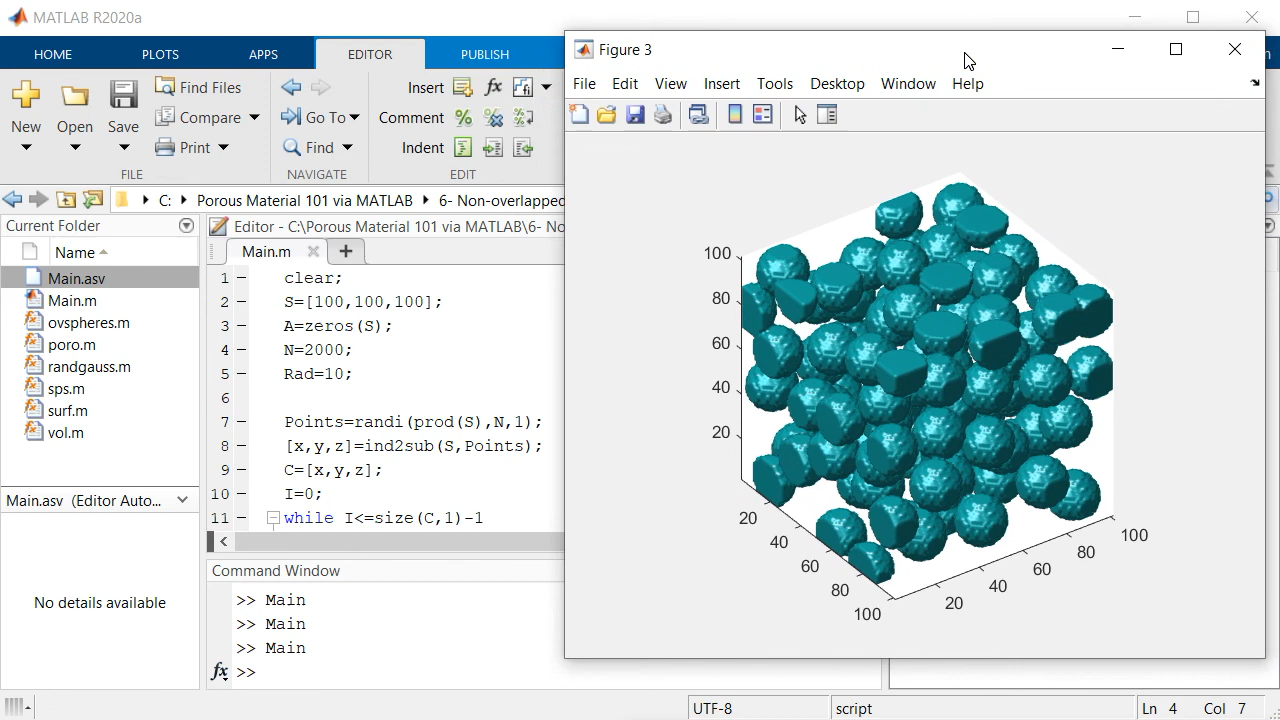 MATLAB R2020a
HOME PLOTS APPS EDITOR PUBLISH
New Open Save
Find Files
Compare
Print
FILE
Go To
Find
NAVIGATE
Insert fx
Comment
Indent
EDIT
C: Porous Material 101 via MATLAB 6- Non-overlapped
Current Folder
Name
Main.asv
Main.m
ovspheres.m
poro.m
randgauss.m
sps.m
surf.m
vol.m
Main.asv (Editor Auto...
No details available
Editor - C:\Porous Material 101 via MATLAB\6- No
Main.m
1 clear;
2 S=[100,100,100];
3 A=zeros(S);
4 N=2000;
5 Rad=10;
6
7 Points=randi(prod(S),N,1);
8 [x,y,z]=ind2sub(S,Points);
9 C=[x,y,z];
10 I=0;
11 while I<=size(C,1)-1
Command Window
>> Main
>> Main
>> Main
fx >>
Figure 3
File Edit View Insert Tools Desktop Window Help
100
80
60
40
20
20
40
60
80
100
20
40
60
80
100
UTF-8 script Ln 4 Col 7